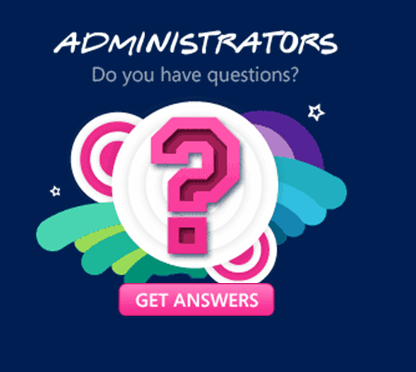 ADMINISTRATORS
Do you have questions?
?
GET ANSWERS